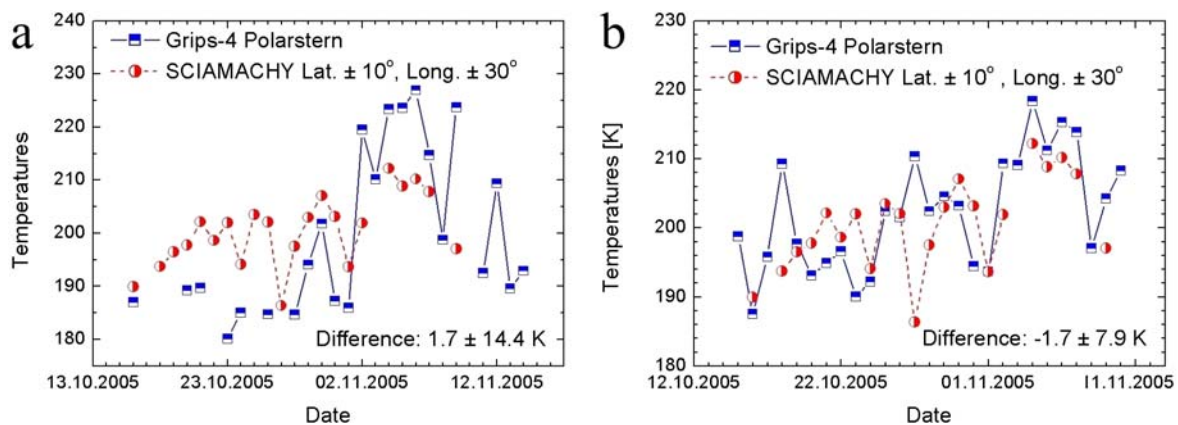 a
Grips-4 Polarstern
SCIAMACHY Lat. ± 10°, Long. ± 30°
Temperatures
240
230
220
210
200
190
180
Difference: 1.7 ± 14.4 K
13.10.2005
23.10.2005
02.11.2005
12.11.2005
Date
b
Grips-4 Polarstern
SCIAMACHY Lat. ± 10° , Long. ± 30°
Temperatures [K]
230
220
210
200
190
180
Difference: -1.7 ± 7.9 K
12.10.2005
22.10.2005
01.11.2005
11.11.2005
Date